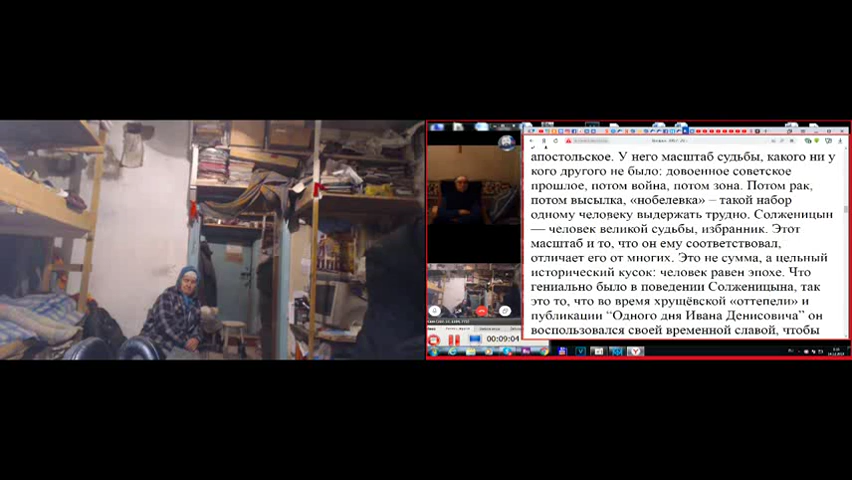 апостольское. У него масштаб судьбы, какого ни у
кого другого не было: довоенное советское
прошлое, потом война, потом зона. Потом рак,
потом высылка, «нобелевка» – такой набор
одному человеку выдержать трудно. Солженицын
— человек великой судьбы, избранник. Этот
масштаб и то, что он ему соответствовал,
отличает его от многих. Это не сумма, а цельный
исторический кусок: человек равен эпохе. Что
гениально было в поведении Солженицына, так
это то, что во время хрущёвской «оттепели» и
публикации “Одного дня Ивана Денисовича” он
воспользовался своей временной славой, чтобы
00:09:04